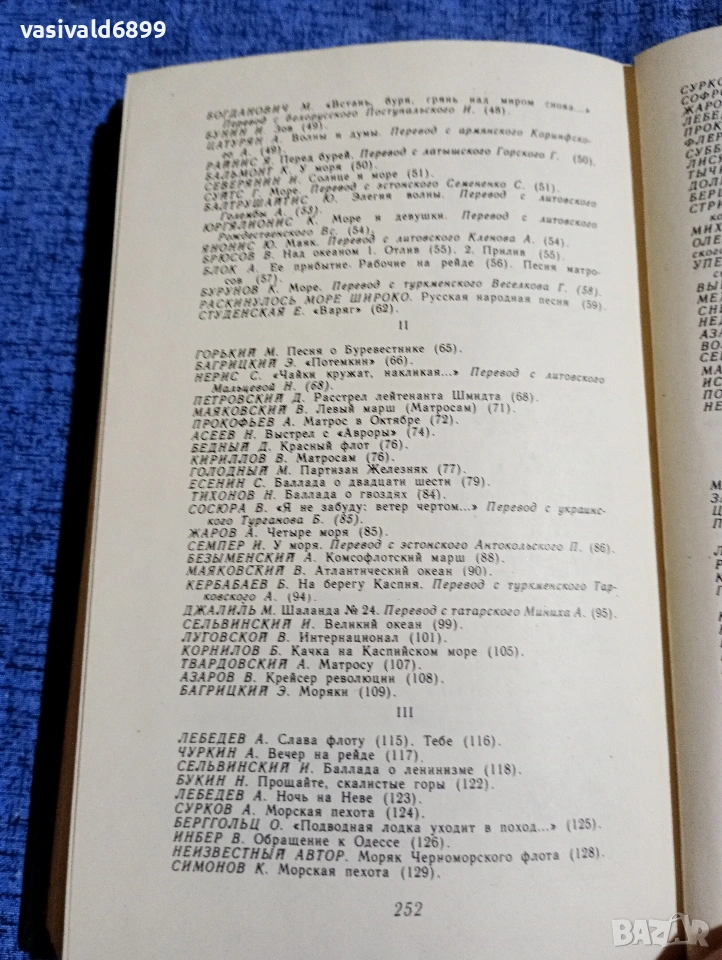 vasivald6899
БОГДАНОВИЧ М. «Встань, буря, грянь над миром снова...»
Перевод с белорусского Поступальского И. (48).
БУНИН И. Зов (49).
ЦАТУРЯН А. Волны и думы. Перевод с армянского Коринфско-
го А. (49).
РАЙНИС Я. Перед бурей. Перевод с латышского Горского Г. (50).
БАЛЬМОНТ К. У моря (50).
СЕВЕРЯНИН И. Солнце и море (51).
СУЙТС Г. Море. Перевод с эстонского Семененко С. (51).
БАЛТРУШАЙТИС Ю. Элегия волны. Перевод с литовского
Голембы А. (53).
ЮРГЯЛИОНИС К. Море и девушки. Перевод с литовского
Рождественского Вс. (54).
ЯНОНИС Ю. Маяк. Перевод с литовского Кленова А. (54).
БРЮСОВ В. Над океаном 1. Отлив (55). 2. Прилив (55).
БЛОК А. Ее прибытие. Рабочие на рейде (56). Песня матро-
сов (57).
БУРУНОВ К. Море. Перевод с туркменского Веселкова Г. (58).
РАСКИНУЛОСЬ МОРЕ ШИРОКО. Русская народная песня (59).
СТУДЕНСКАЯ Е. «Варяг» (62).
II
ГОРЬКИЙ М. Песня о Буревестнике (65).
БАГРИЦКИЙ Э. «Потемкин» (66).
НЕРИС С. «Чайки кружат, накликая...» Перевод с литовского
Мальцевой Н. (68).
ПЕТРОВСКИЙ Д. Расстрел лейтенанта Шмидта (68).
МАЯКОВСКИЙ В. Левый марш (Матросам) (71).
ПРОКОФЬЕВ А. Матрос в Октябре (72).
АСЕЕВ Н. Выстрел с «Авроры» (74).
БЕДНЫЙ Д. Красный флот (76).
КИРИЛЛОВ В. Матросам (76).
ГОЛОДНЫЙ М. Партизан Железняк (77).
ЕСЕНИН С. Баллада о двадцати шести (79).
ТИХОНОВ Н. Баллада о гвоздях (84).
СОСЮРА В. «Я не забуду: ветер чертом...» Перевод с украин-
ского Турганова Б. (85).
ЖАРОВ А. Четыре моря (85).
СЕМПЕР И. У моря. Перевод с эстонского Антокольского П. (86).
БЕЗЫМЕНСКИЙ А. Комсофлотский марш (88).
МАЯКОВСКИЙ В. Атлантический океан (90).
КЕРБАБАЕВ Б. На берегу Каспия. Перевод с туркменского Тар-
ковского А. (94).
ДЖАЛИЛЬ М. Шаланда № 24. Перевод с татарского Миниха А. (95).
СЕЛЬВИНСКИЙ И. Великий океан (99).
ЛУГОВСКОЙ В. Интернационал (101).
КОРНИЛОВ Б. Качка на Каспийском море (105).
ТВАРДОВСКИЙ А. Матросу (107).
АЗАРОВ В. Крейсер революции (108).
БАГРИЦКИЙ Э. Моряки (109).
III
ЛЕБЕДЕВ А. Слава флоту (115). Тебе (116).
ЧУРКИН А. Вечер на рейде (117).
СЕЛЬВИНСКИЙ И. Баллада о ленинизме (118).
БУКИН Н. Прощайте, скалистые горы (122).
ЛЕБЕДЕВ А. Ночь на Неве (123).
СУРКОВ А. Морская пехота (124).
БЕРГГОЛЬЦ О. «Подводная лодка уходит в поход...» (125).
ИНБЕР В. Обращение к Одессе (126).
НЕИЗВЕСТНЫЙ АВТОР. Моряк Черноморского флота (128).
СИМОНОВ К. Морская пехота (129).
252
BAZAR